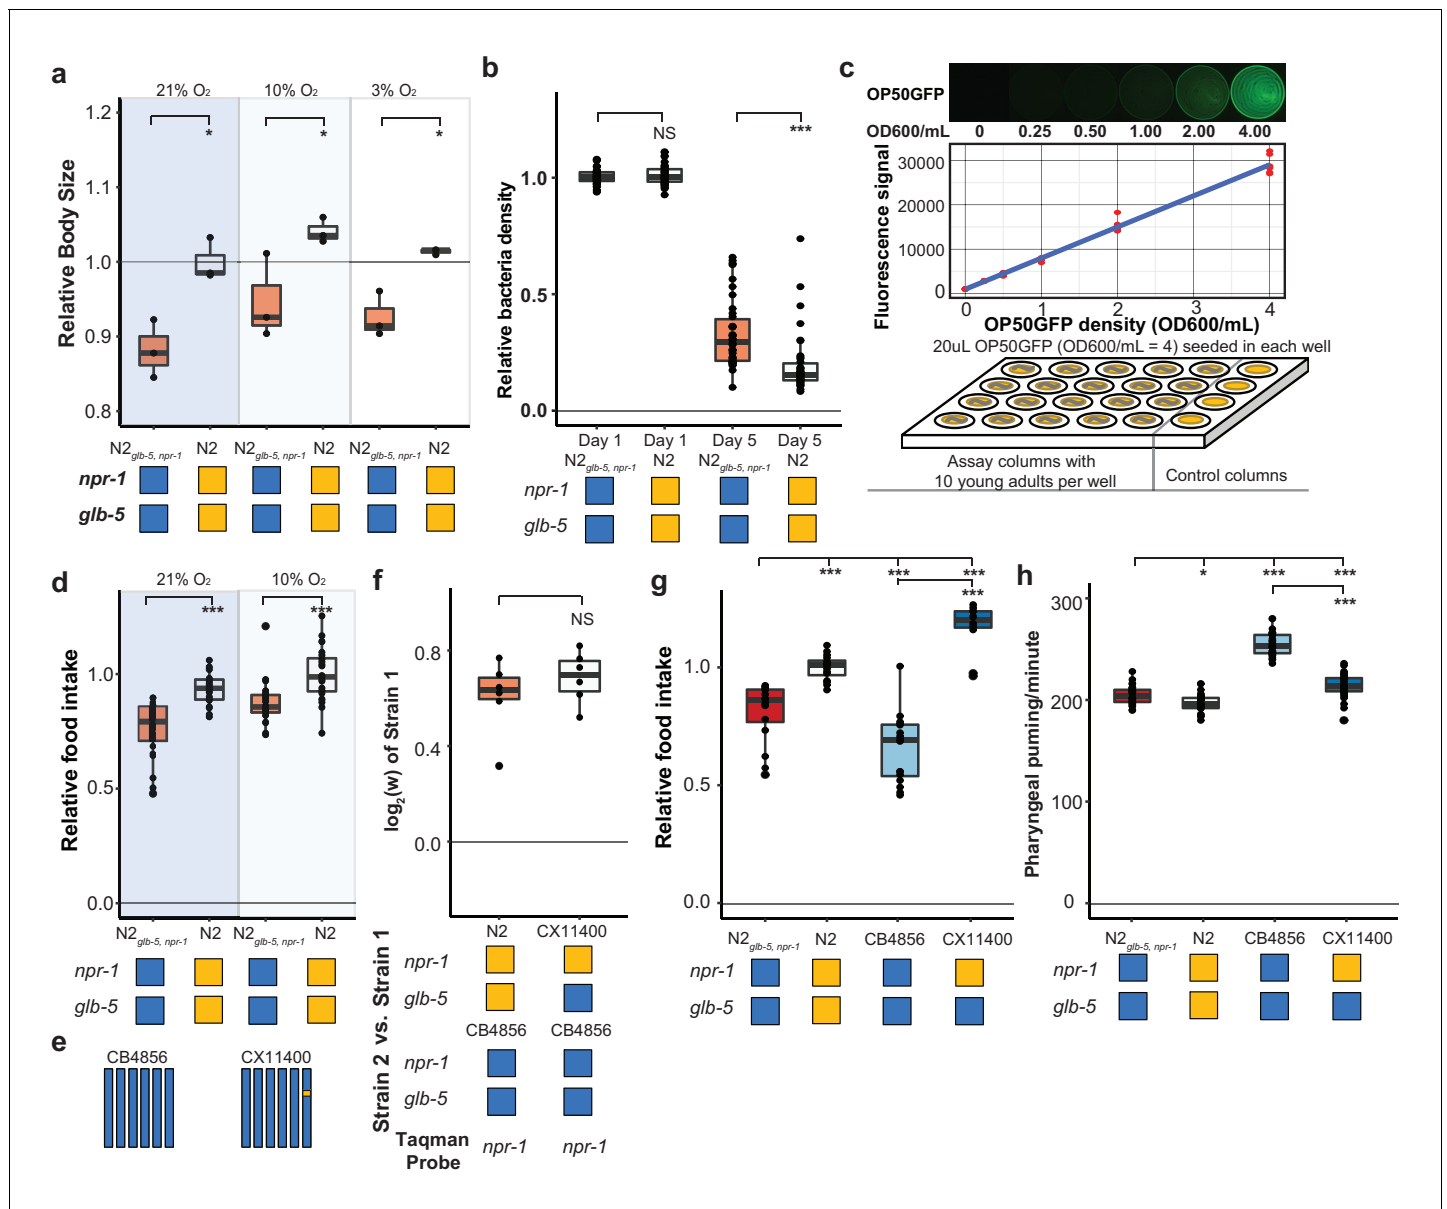 a
21% O2
10% O2
3% O2
1.2
1.1
1.0
0.9
0.8
Relative Body Size
*
*
*
N2glb-5, npr-1
N2
N2glb-5, npr-1
N2
N2glb-5, npr-1
N2
npr-1
glb-5
b
1.0
0.5
0.0
Relative bacteria density
NS
***
Day 1
Day 1
Day 5
Day 5
N2glb-5, npr-1
N2
N2glb-5, npr-1
N2
npr-1
glb-5
c
OP50GFP
OD600/mL
0
0.25
0.50
1.00
2.00
4.00
Fluorescence signal
30000
20000
10000
0
0
1
2
3
4
OP50GFP density (OD600/mL)
20uL OP50GFP (OD600/mL = 4) seeded in each well
Assay columns with
10 young adults per well
Control columns
d
21% O2
10% O2
***
***
1.0
0.5
0.0
Relative food intake
N2glb-5, npr-1
N2
N2glb-5, npr-1
N2
npr-1
glb-5
e
CB4856
CX11400
f
NS
0.8
0.4
0.0
log2(w) of Strain 1
N2
CX11400
npr-1
glb-5
CB4856
CB4856
npr-1
glb-5
Strain 2 vs. Strain 1
Taqman
Probe
npr-1
npr-1
g
***
***
***
***
1.0
0.5
0.0
Relative food intake
N2glb-5, npr-1
N2
CB4856
CX11400
npr-1
glb-5
h
*
***
***
***
300
200
100
0
Pharyngeal puming/minute
N2glb-5, npr-1
N2
CB4856
CX11400
npr-1
glb-5